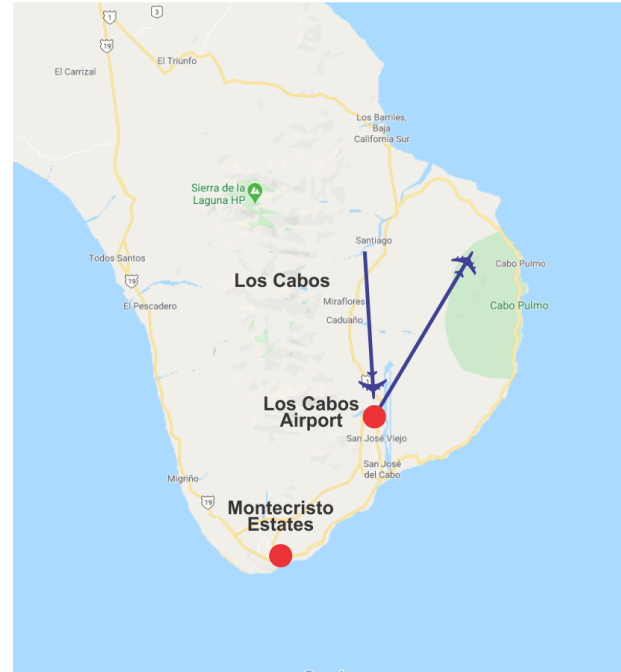 1
3
19
El Triunfo
El Carrizal
Los Barriles,
Baja
California Sur
Sierra de la
Laguna HP
Santiago
Todos Santos
Cabo Pulmo
19
Los Cabos
Miraflores
El Pescadero
Cabo Pulmo
Caduaño
1
Los Cabos
Airport
San José Viejo
San José
del Cabo
Migriño
19
Montecristo
Estates